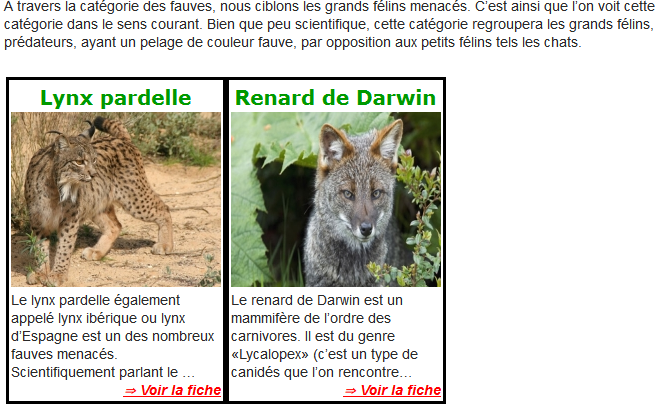 A travers la catégorie des fauves, nous ciblons les grands félins menacés. C'est ainsi que l'on voit cette
catégorie dans le sens courant. Bien que peu scientifique, cette catégorie regroupera les grands félins,
prédateurs, ayant un pelage de couleur fauve, par opposition aux petits félins tels les chats.
Lynx pardelle
Le lynx pardelle également
appelé lynx ibérique ou lynx
d'Espagne est un des nombreux
fauves menacés.
Scientifiquement parlant le …
⇒ Voir la fiche
Renard de Darwin
Le renard de Darwin est un
mammifère de l'ordre des
carnivores. Il est du genre
«Lycalopex» (c'est un type de
canidés que l'on rencontre…
⇒ Voir la fiche